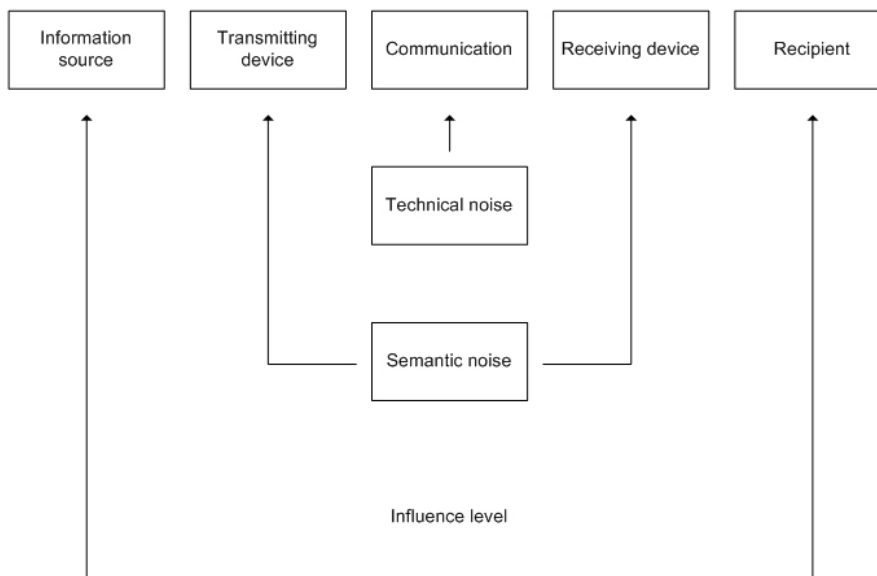 Information
source
Transmitting
device
Communication
Receiving device
Recipient
Technical noise
Semantic noise
Influence level